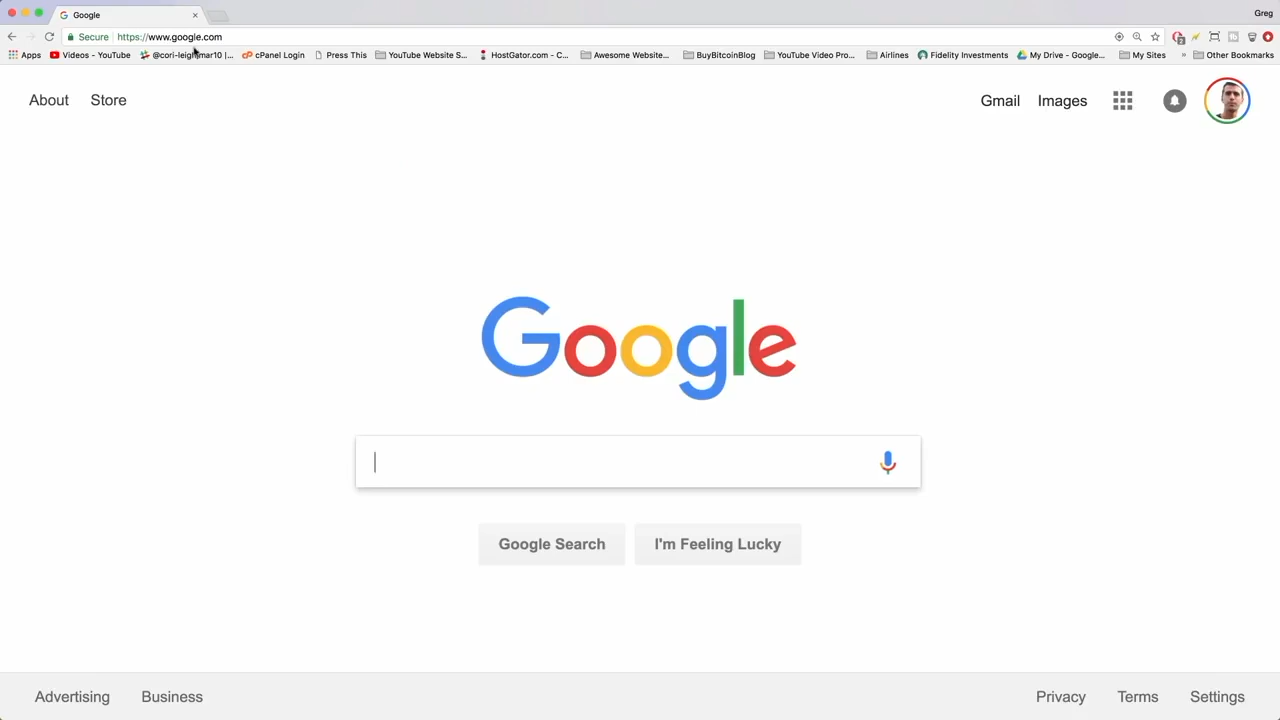 Google
Greg
Secure https://www.google.com
Apps Videos - YouTube @cori-leighmar10 |... cPanel Login Press This YouTube Website S... HostGator.com - C... Awesome Website... BuyBitcoinBlog YouTube Video Pro... Airlines Fidelity Investments My Drive - Google... My Sites » Other Bookmarks
About Store Gmail Images
Google
Google Search I'm Feeling Lucky
Advertising Business Privacy Terms Settings